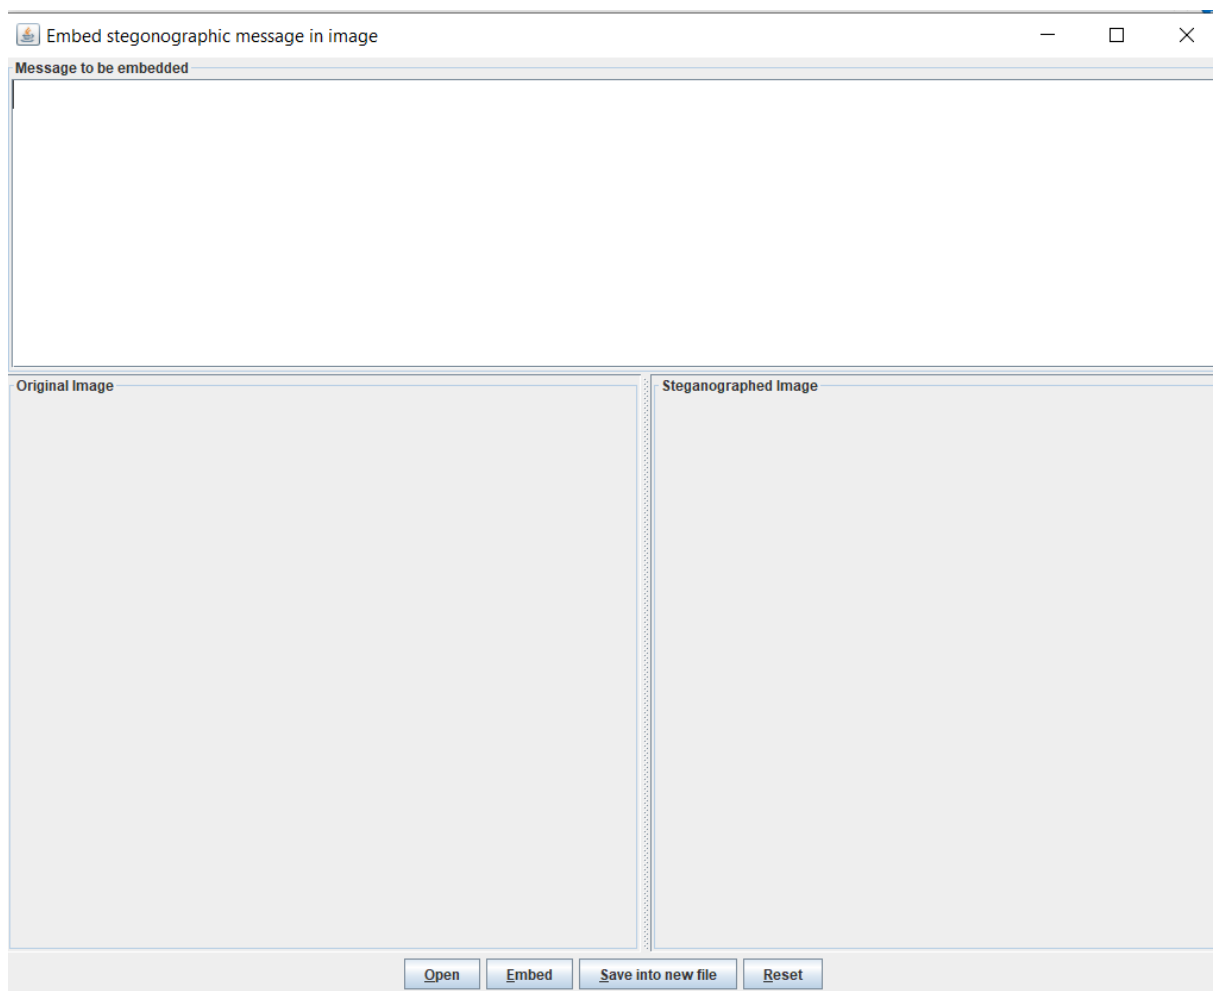 Embed stegonographic message in image
Message to be embedded
Original Image
Steganographed Image
Open Embed Save into new file Reset